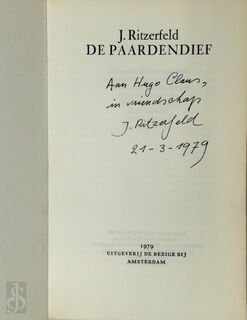 J. Ritzerfeld
DE PAARDENDIEF
Aan Hugo Claus,
in vriendschap
J. Ritzerfeld
21-3-1979
1979
UITGEVERIJ DE BEZIGE BIJ
AMSTERDAM